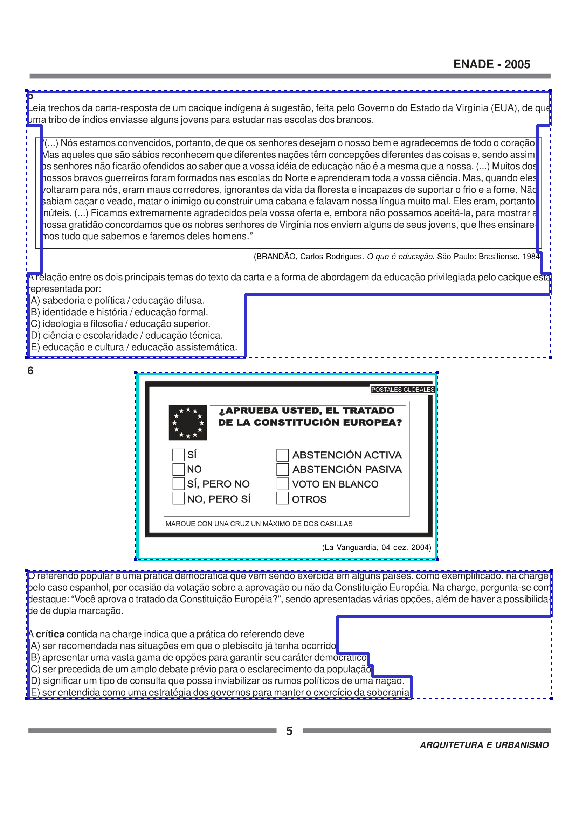 ENADE - 2005
5
Leia trechos da carta-resposta de um cacique indígena à sugestão, feita pelo Governo do Estado da Virgínia (EUA), de que
uma tribo de índios enviasse alguns jovens para estudar nas escolas dos brancos.
“(...) Nós estamos convencidos, portanto, de que os senhores desejam o nosso bem e agradecemos de todo o coração.
Mas aqueles que são sábios reconhecem que diferentes nações têm concepções diferentes das coisas e, sendo assim,
os senhores não ficarão ofendidos ao saber que a vossa idéia de educação não é a mesma que a nossa. (...) Muitos dos
nossos bravos guerreiros foram formados nas escolas do Norte e aprenderam toda a vossa ciência. Mas, quando eles
voltaram para nós, eram maus corredores, ignorantes da vida da floresta e incapazes de suportar o frio e a fome. Não
sabiam caçar o veado, matar o inimigo ou construir uma cabana e falavam nossa língua muito mal. Eles eram, portanto,
inúteis. (...) Ficamos extremamente agradecidos pela vossa oferta e, embora não possamos aceitá-la, para mostrar a
nossa gratidão concordamos que os nobres senhores de Virgínia nos enviem alguns de seus jovens, que lhes ensinare-
mos tudo que sabemos e faremos deles homens.”
(BRANDÃO, Carlos Rodrigues. O que é educação. São Paulo: Brasiliense, 1984)
A relação entre os dois principais temas do texto da carta e a forma de abordagem da educação privilegiada pelo cacique está
representada por:
A) sabedoria e política / educação difusa.
B) identidade e história / educação formal.
C) ideologia e filosofia / educação superior.
D) ciência e escolaridade / educação técnica.
E) educação e cultura / educação assistemática.
6
POSTALES GLOBALES
¿APRUEBA USTED, EL TRATADO
DE LA CONSTITUCIÓN EUROPEA?
SÍ ABSTENCIÓN ACTIVA
NO ABSTENCIÓN PASIVA
SÍ, PERO NO VOTO EN BLANCO
NO, PERO SÍ OTROS
MARQUE CON UNA CRUZ UN MÁXIMO DE DOS CASILLAS
(La Vanguardia, 04 dez. 2004)
O referendo popular é uma prática democrática que vem sendo exercida em alguns países, como exemplificado, na charge,
pelo caso espanhol, por ocasião da votação sobre a aprovação ou não da Constituição Européia. Na charge, pergunta-se com
destaque: “Você aprova o tratado da Constituição Européia?”, sendo apresentadas várias opções, além de haver a possibilida-
de de dupla marcação.
A crítica contida na charge indica que a prática do referendo deve
A) ser recomendada nas situações em que o plebiscito já tenha ocorrido.
B) apresentar uma vasta gama de opções para garantir seu caráter democrático.
C) ser precedida de um amplo debate prévio para o esclarecimento da população.
D) significar um tipo de consulta que possa inviabilizar os rumos políticos de uma nação.
E) ser entendida como uma estratégia dos governos para manter o exercício da soberania.
5
ARQUITETURA E URBANISMO